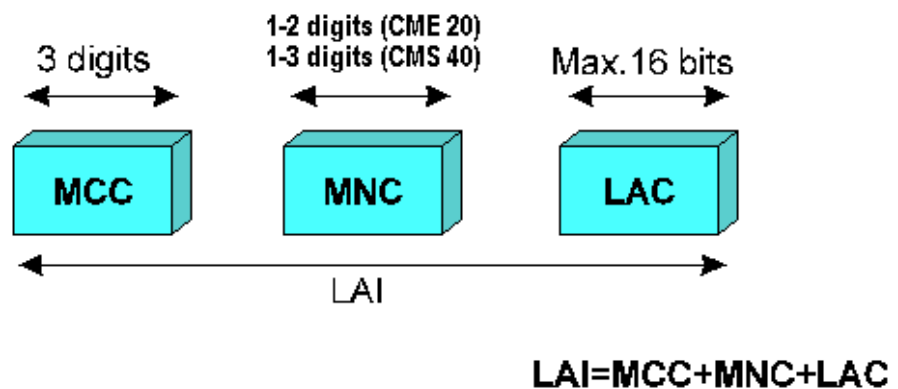 1-2 digits (CME 20)
3 digits
1-3 digits (CMS 40)
Max.16 bits
MCC
MNC
LAC
LAI
LAI=MCC+MNC+LAC